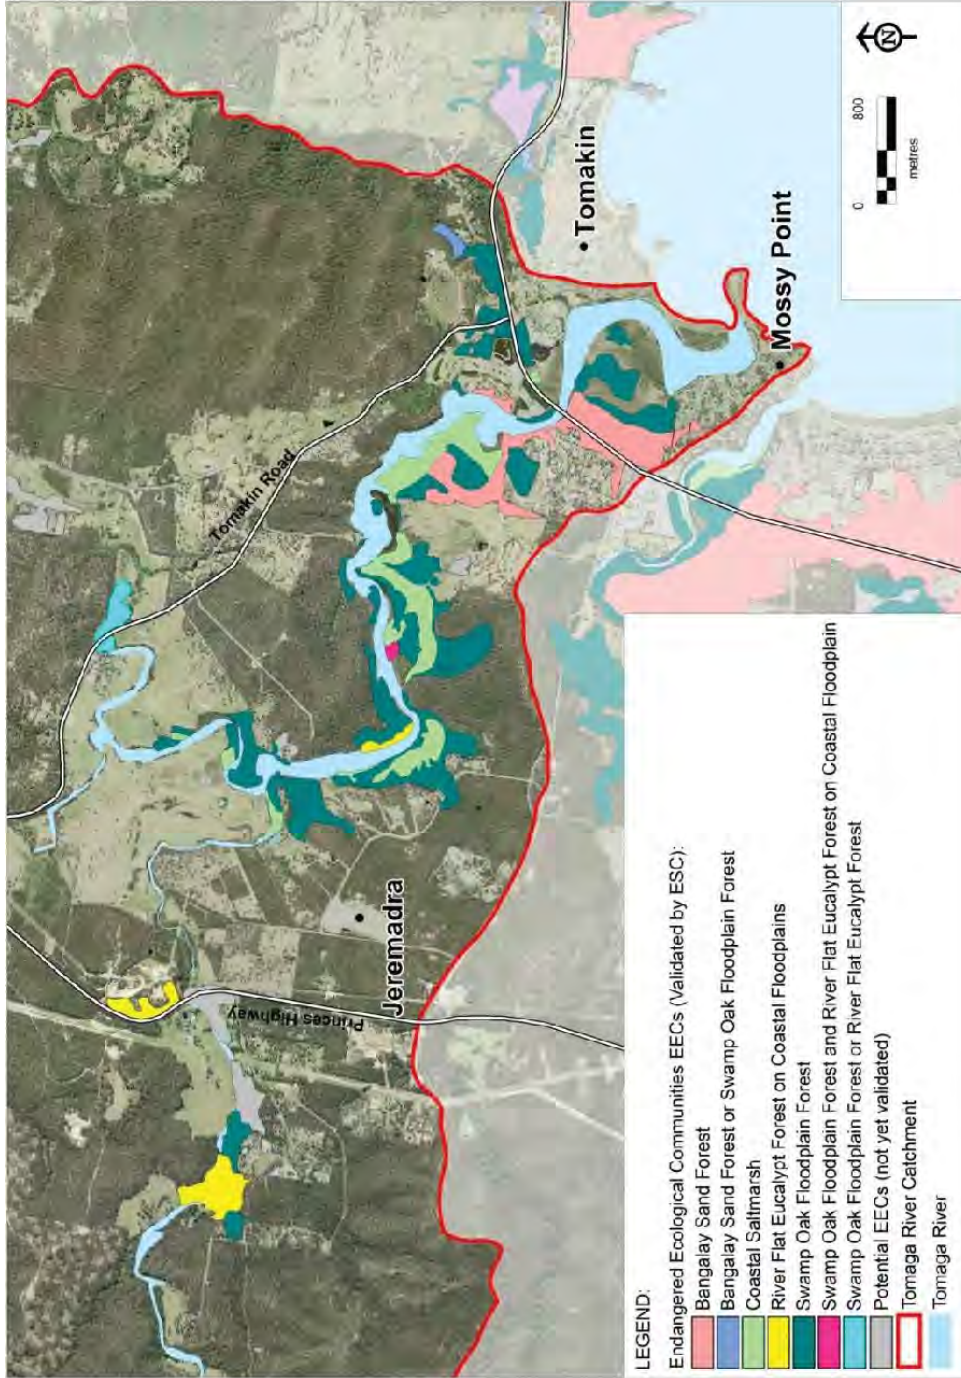 Tomakin Road
Princes Highway
Jeremadra
Tomakin
Mossy Point
N
0 800
metres
LEGEND:
Endangered Ecological Communities EECs (Validated by ESC):
Bangalay Sand Forest
Bangalay Sand Forest or Swamp Oak Floodplain Forest
Coastal Saltmarsh
River Flat Eucalypt Forest on Coastal Floodplains
Swamp Oak Floodplain Forest
Swamp Oak Floodplain Forest and River Flat Eucalypt Forest on Coastal Floodplain
Swamp Oak Floodplain Forest or River Flat Eucalypt Forest
Potential EECs (not yet validated)
Tomaga River Catchment
Tomaga River